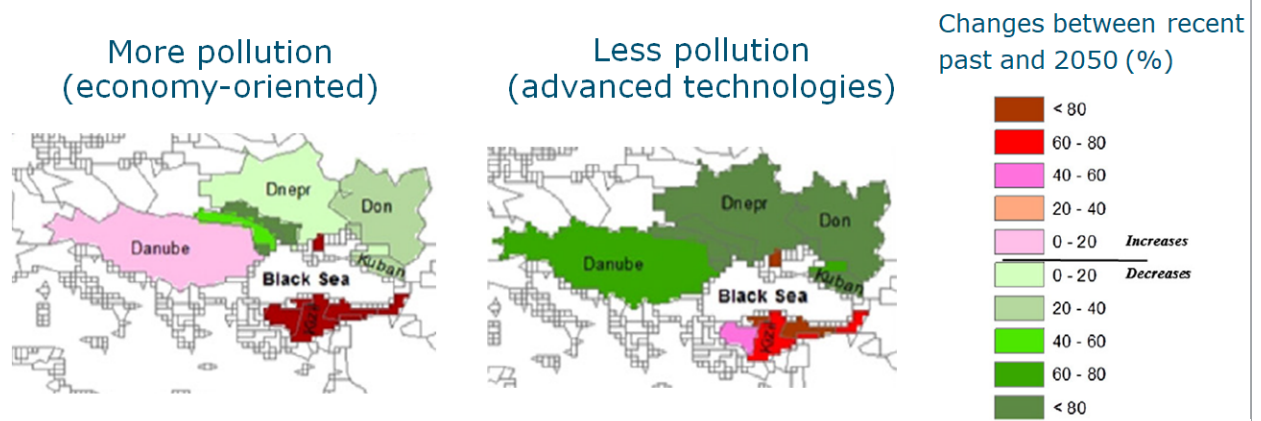 More pollution
(economy-oriented)
Dnepr
Don
Danube
Kuban
Black Sea
Kizil
Less pollution
(advanced technologies)
Dnepr
Don
Danube
Kuban
Black Sea
Kizil
Changes between recent
past and 2050 (%)
< 80
60 - 80
40 - 60
20 - 40
0 - 20 Increases
0 - 20 Decreases
20 - 40
40 - 60
60 - 80
< 80